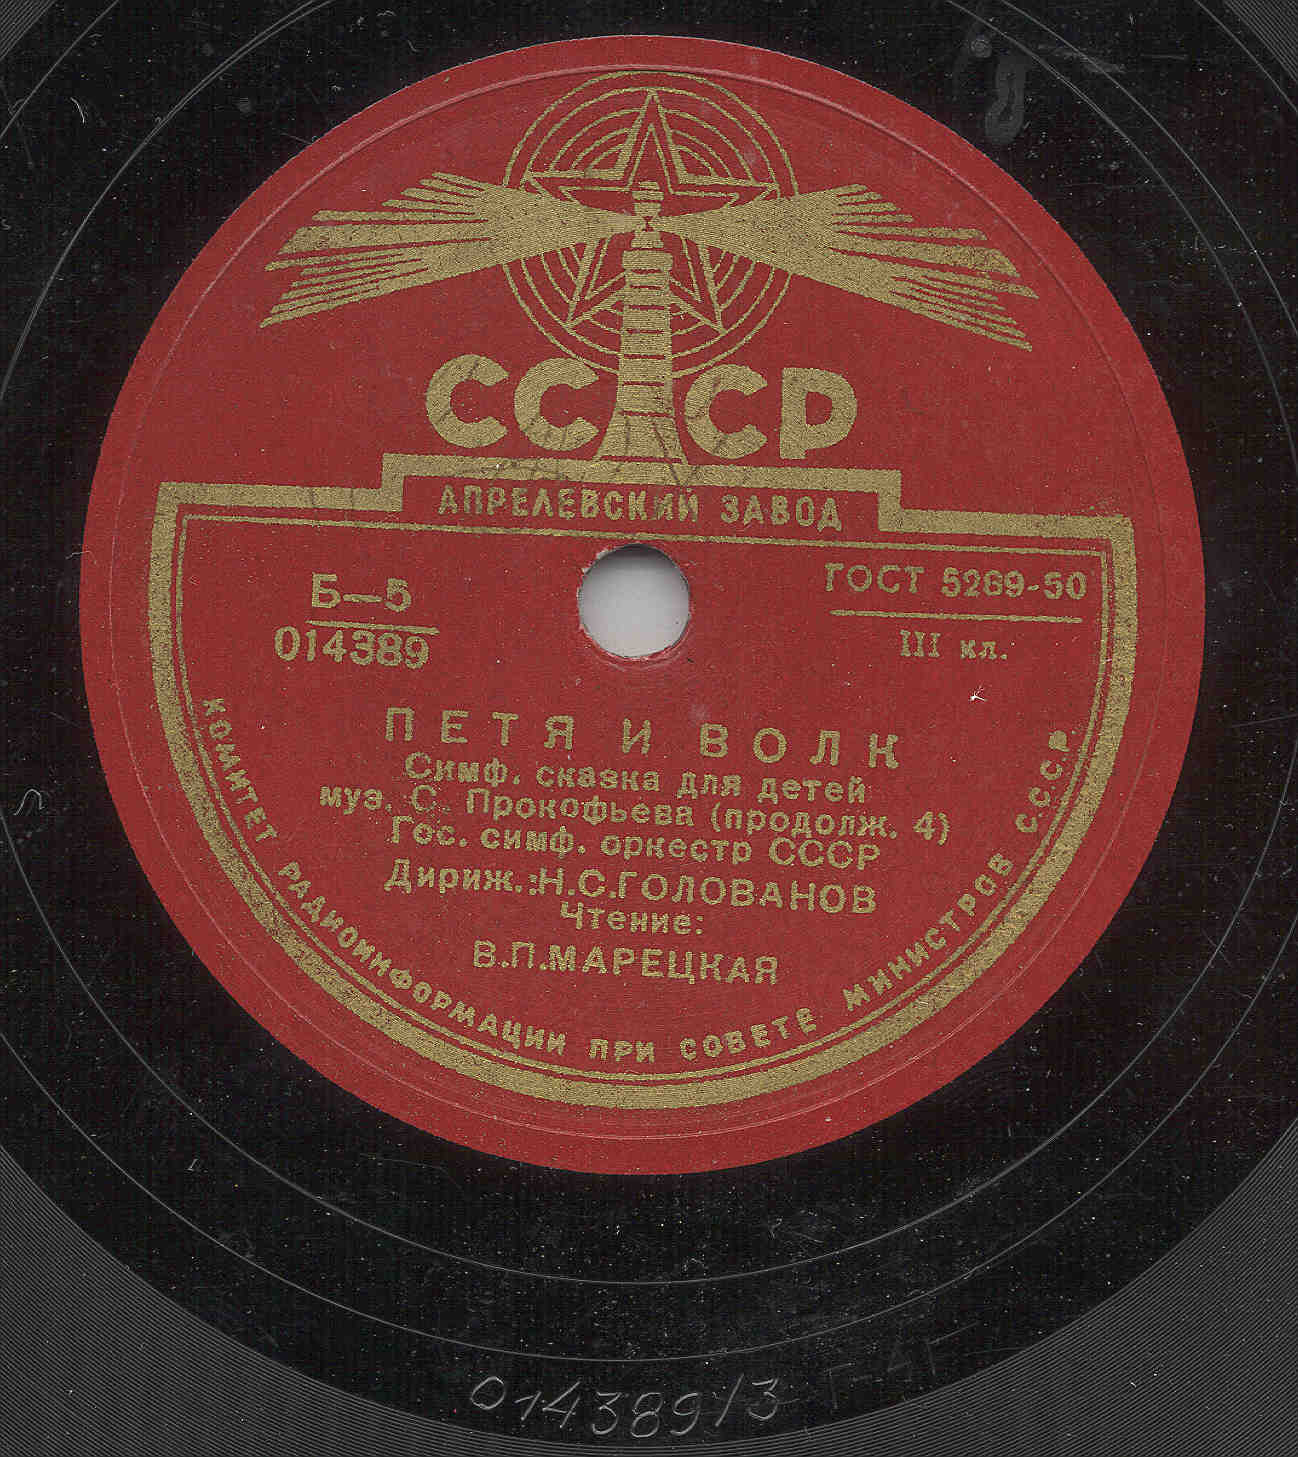 СССР
АПРЕЛЕВСКИЙ ЗАВОД
Б—5
014389
ГОСТ 5289-50
III кл.
ПЕТЯ И ВОЛК
Симф. сказка для детей
муз. С. Прокофьева (продолж. 4)
Гос. симф. оркестр СССР
Дириж.:Н.С.ГОЛОВАНОВ
Чтение:
В.П.МАРЕЦКАЯ
КОМИТЕТ РАДИОИНФОРМАЦИИ ПРИ СОВЕТЕ МИНИСТРОВ С.С.С.Р.
014389/3